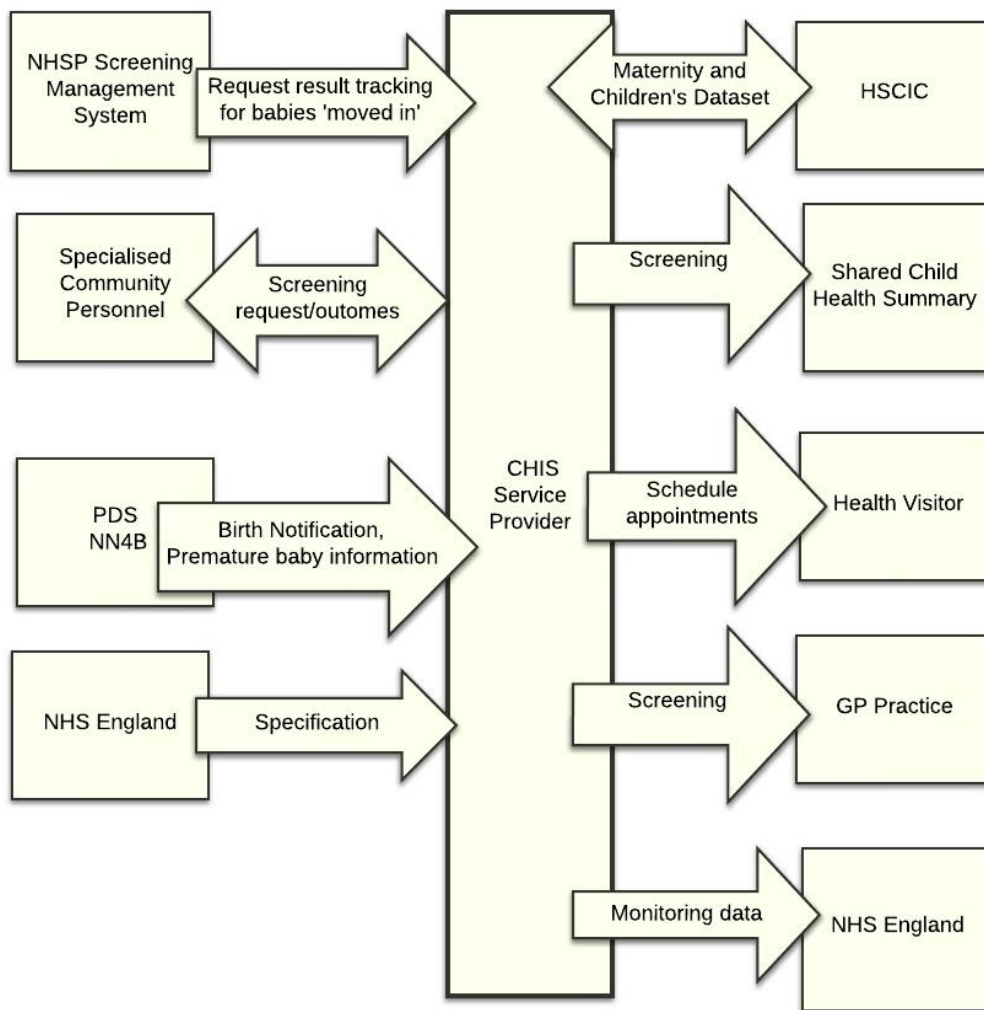 NHSP Screening
Management
System
Request result tracking
for babies 'moved in'
Maternity and
Children's Dataset
HSCIC
Specialised
Community
Personnel
Screening
request/outcomes
Screening
Shared Child
Health Summary
PDS
NN4B
Birth Notification,
Premature baby information
CHIS
Service
Provider
Schedule
appointments
Health Visitor
NHS England
Specification
Screening
GP Practice
Monitoring data
NHS England